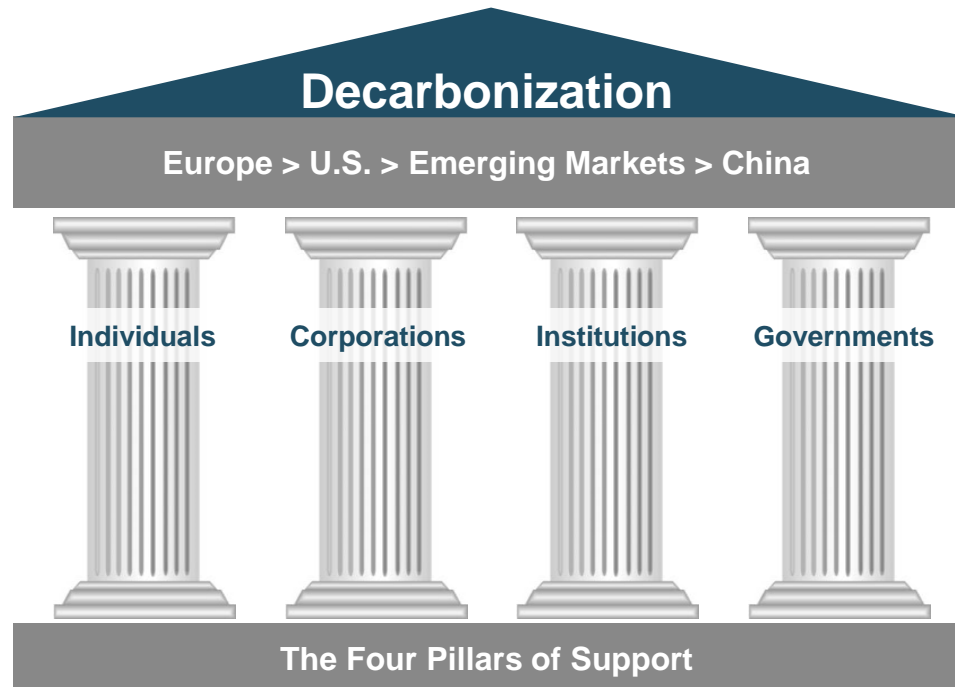 Decarbonization
Europe > U.S. > Emerging Markets > China
Individuals
Corporations
Institutions
Governments
The Four Pillars of Support